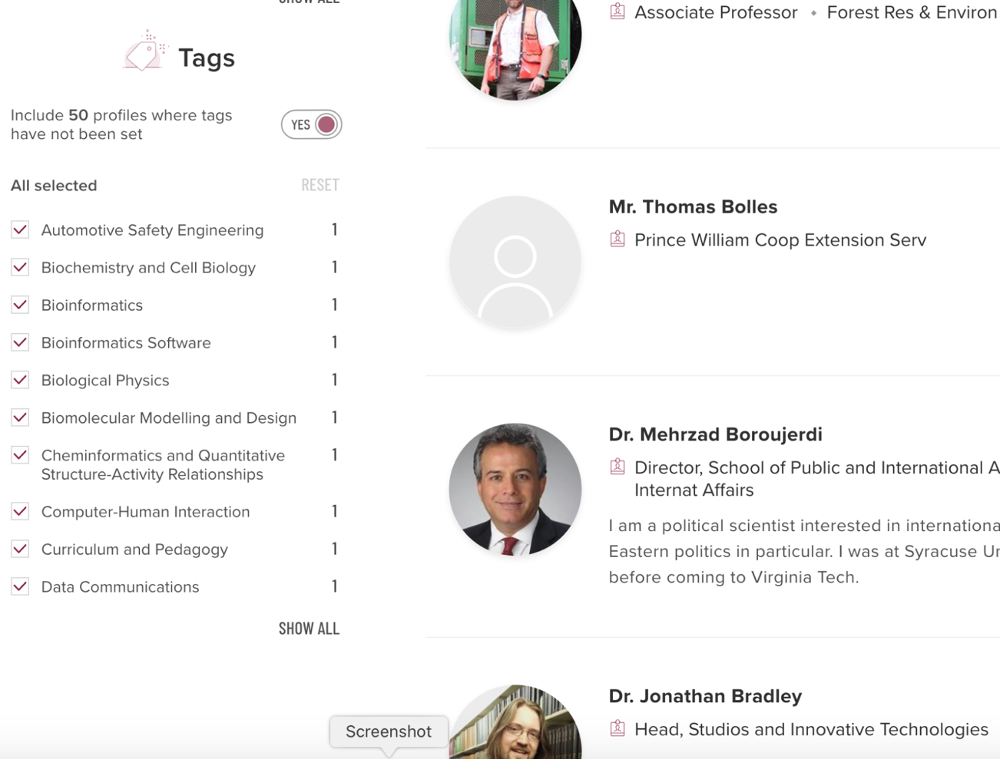 SHOW ALL
Tags
Include 50 profiles where tags
have not been set
YES
All selected
RESET
Automotive Safety Engineering 1
Biochemistry and Cell Biology 1
Bioinformatics 1
Bioinformatics Software 1
Biological Physics 1
Biomolecular Modelling and Design 1
Cheminformatics and Quantitative 1
Structure-Activity Relationships
Computer-Human Interaction 1
Curriculum and Pedagogy 1
Data Communications 1
SHOW ALL
Associate Professor • Forest Res & Environ
Mr. Thomas Bolles
Prince William Coop Extension Serv
Dr. Mehrzad Boroujerdi
Director, School of Public and International A
Internat Affairs
I am a political scientist interested in internationa
Eastern politics in particular. I was at Syracuse Un
before coming to Virginia Tech.
Dr. Jonathan Bradley
Head, Studios and Innovative Technologies
Screenshot